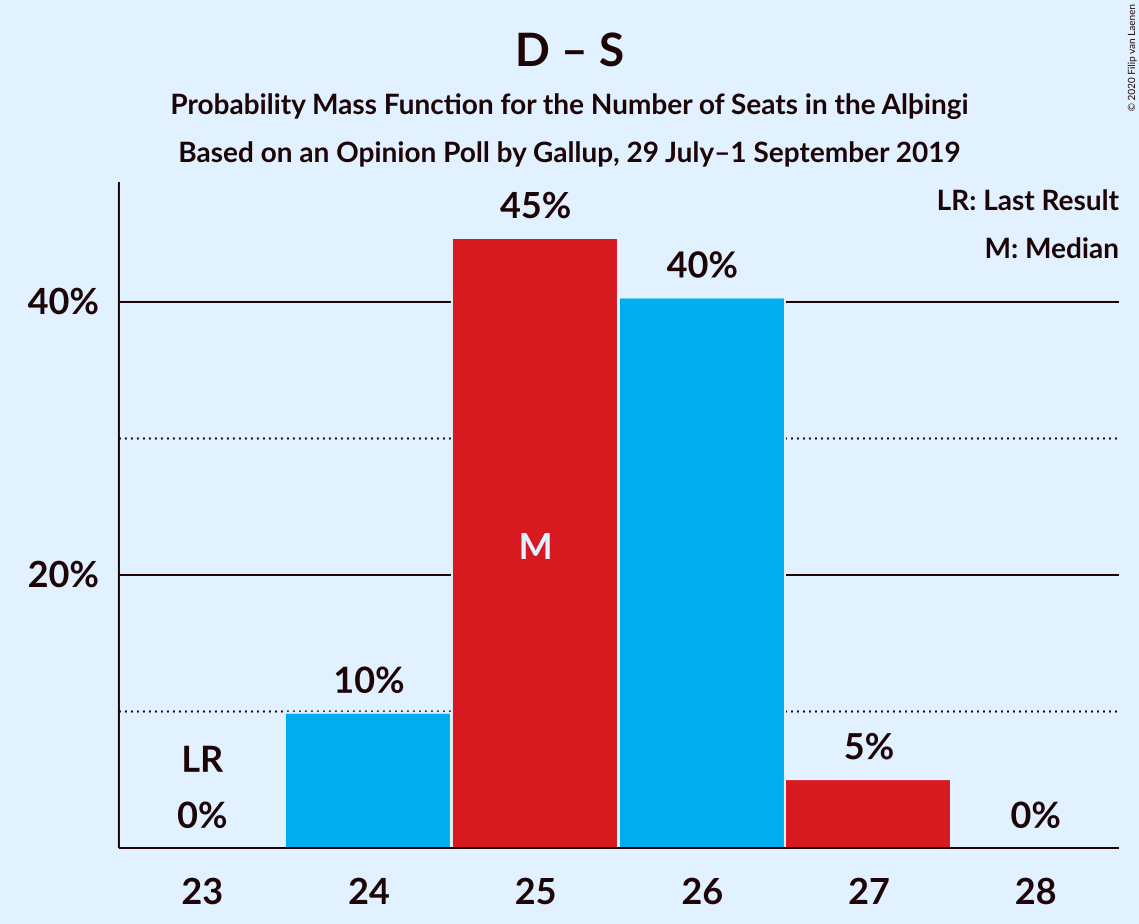 D – S
Probability Mass Function for the Number of Seats in the Alþingi
Based on an Opinion Poll by Gallup, 29 July–1 September 2019
© 2020 Filip van Laenen
LR: Last Result
M: Median
45%
40%
40%
M
20%
10%
5%
LR
0%
0%
23 24 25 26 27 28